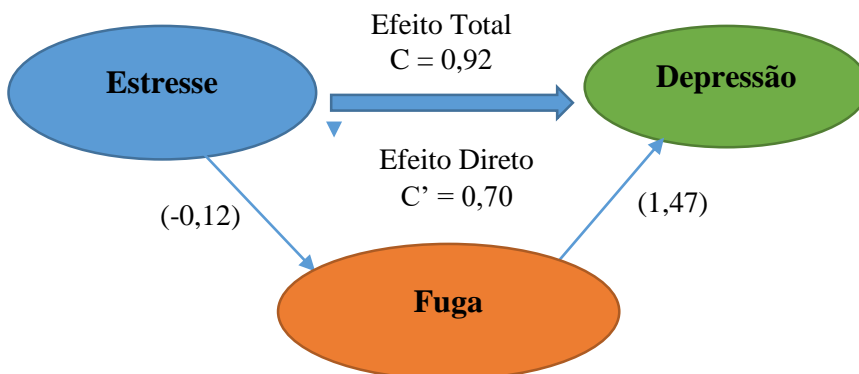 Efeito Total
C = 0,92
Estresse
Depressão
Efeito Direto
C’ = 0,70
(-0,12)
(1,47)
Fuga